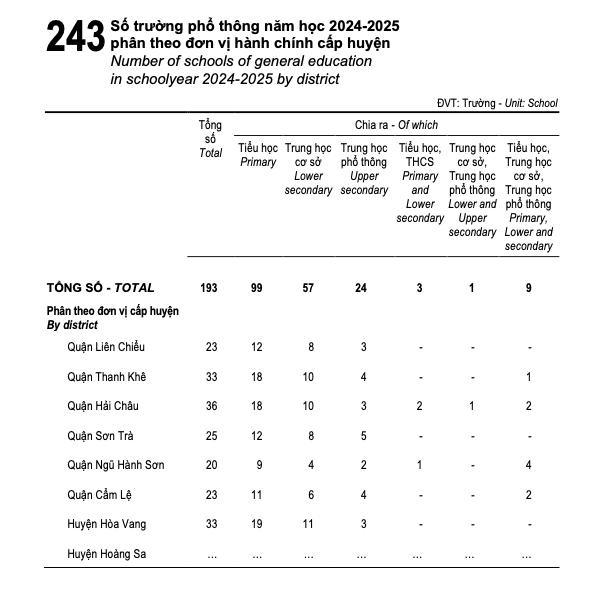 243 Số trường phổ thông năm học 2024-2025
phân theo đơn vị hành chính cấp huyện
Number of schools of general education
in schoolyear 2024-2025 by district
ĐVT: Trường - Unit: School
Tổng số Total
Chia ra - Of which
Tiểu học Primary
Trung học cơ sở Lower secondary
Trung học phổ thông Upper secondary
Tiểu học, THCS Primary and Lower secondary
Trung học cơ sở, Trung học phổ thông Lower and Upper secondary
Tiểu học, Trung học cơ sở, Trung học phổ thông Primary, Lower and secondary
TỔNG SỐ - TOTAL 193 99 57 24 3 1 9
Phân theo đơn vị cấp huyện
By district
Quận Liên Chiểu 23 12 8 3 - - -
Quận Thanh Khê 33 18 10 4 - - 1
Quận Hải Châu 36 18 10 3 2 1 2
Quận Sơn Trà 25 12 8 5 - - -
Quận Ngũ Hành Sơn 20 9 4 2 1 - 4
Quận Cẩm Lệ 23 11 6 4 - - 2
Huyện Hòa Vang 33 19 11 3 - - -
Huyện Hoàng Sa ... ... ... ... ... ... ...